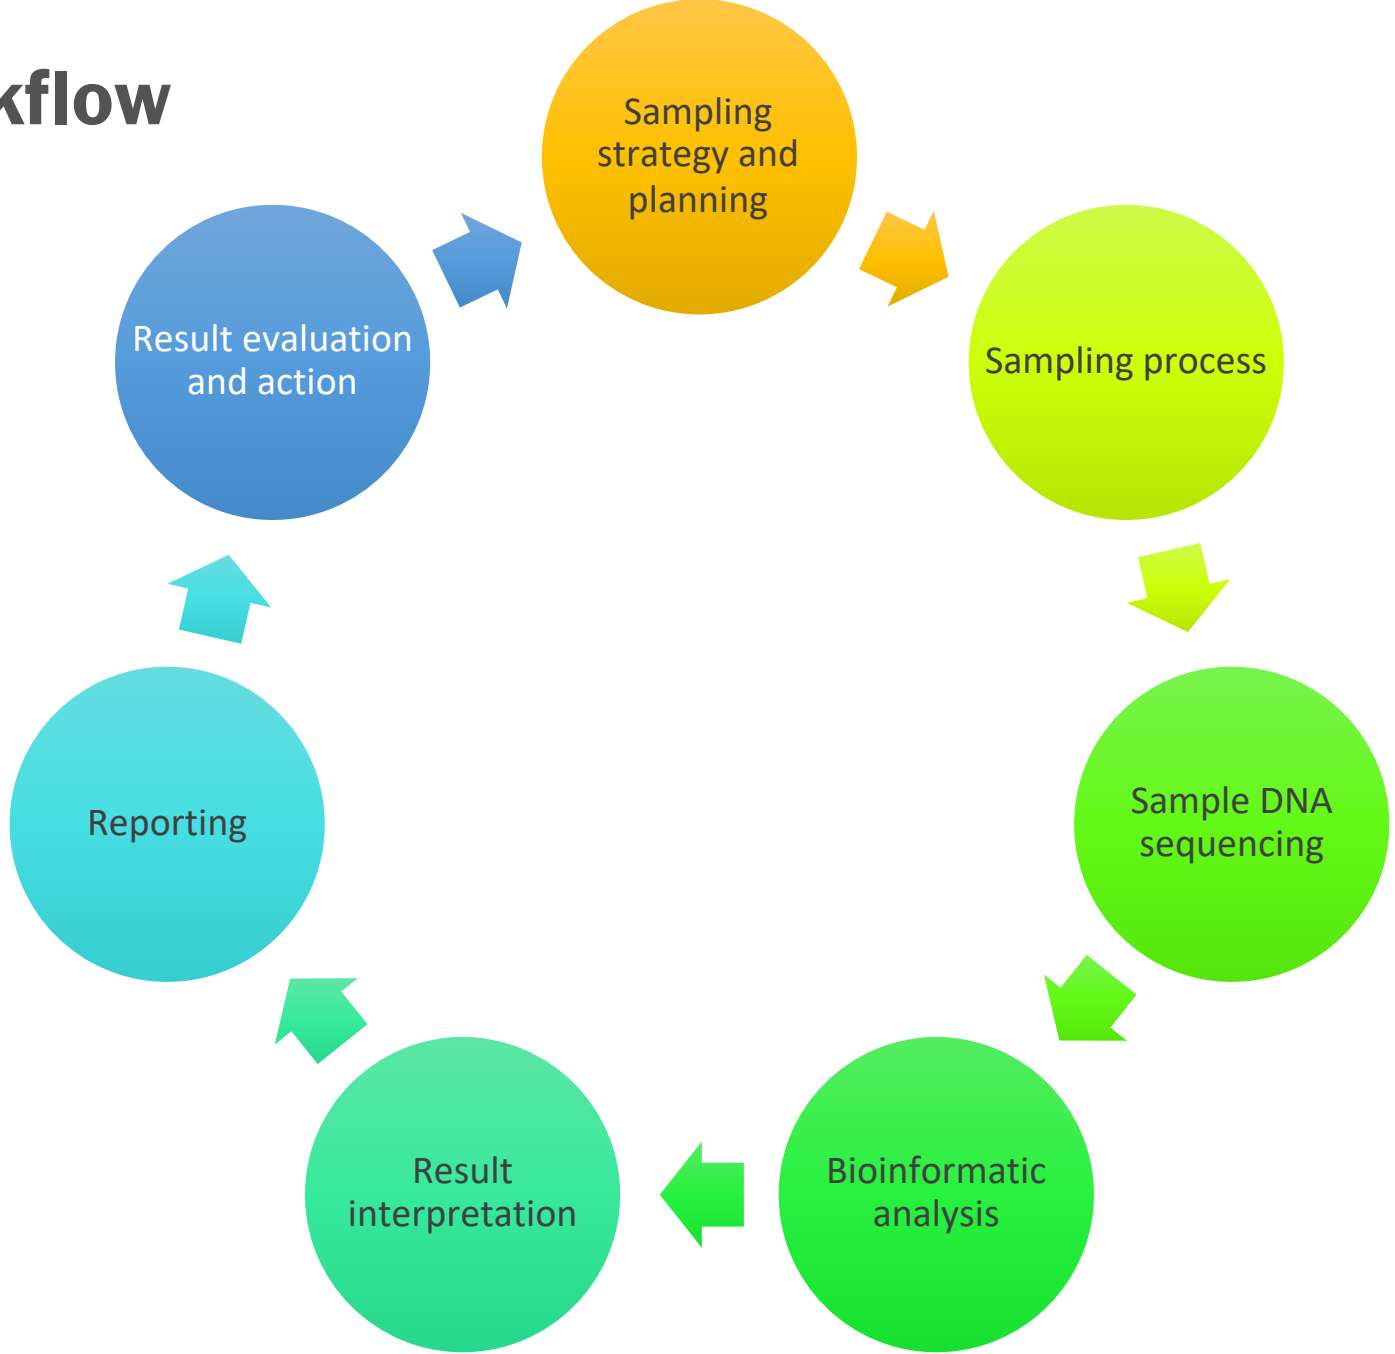 kflow
Sampling
strategy and
planning
Sampling process
Sample DNA
sequencing
Bioinformatic
analysis
Result
interpretation
Reporting
Result evaluation
and action